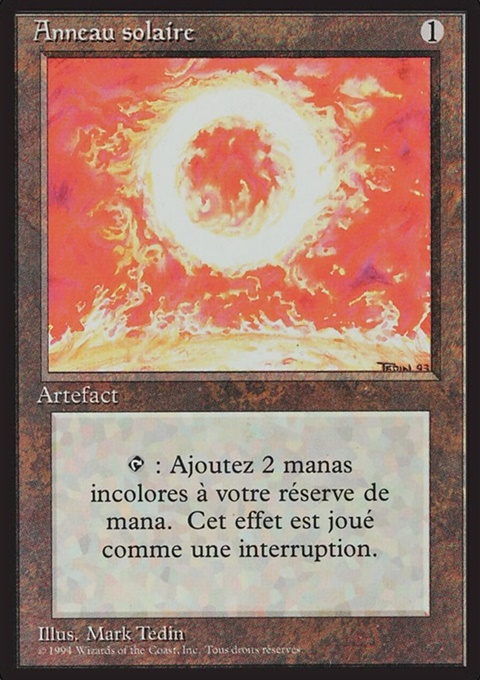 Anneau solaire 1
TEDIN 93
Artefact
: Ajoutez 2 manas
incolores à votre réserve de
mana. Cet effet est joué
comme une interruption.
Illus. Mark Tedin
© 1994 Wizards of the Coast, Inc. Tous droits réservés